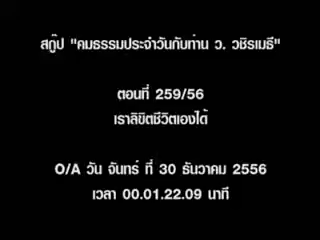 สกู๊ป "คมธรรมประจำวันกับท่าน ว. วชิรเมธี"
ตอนที่ 259/56
เราลิขิตชีวิตเองได้
O/A วัน จันทร์ ที่ 30 ธันวาคม 2556
เวลา 00.01.22.09 นาที